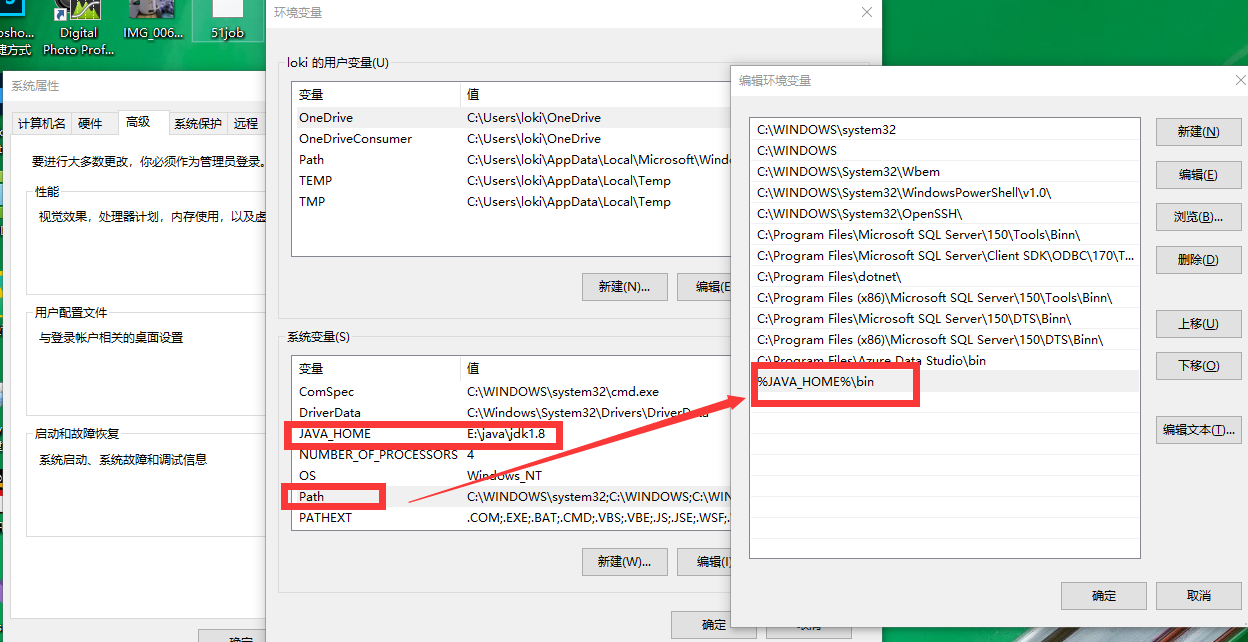 Digital
Photo Prof...
IMG_006...
51job
系统属性
计算机名
硬件
高级
系统保护
远程
要进行大多数更改，你必须作为管理员登录。
性能
视觉效果，处理器计划，内存使用，以及虚
用户配置文件
与登录帐户相关的桌面设置
启动和故障恢复
系统启动、系统故障和调试信息
环境变量
loki 的用户变量(U)
变量 值
OneDrive C:\Users\loki\OneDrive
OneDriveConsumer C:\Users\loki\OneDrive
Path C:\Users\loki\AppData\Local\Microsoft\Windo
TEMP C:\Users\loki\AppData\Local\Temp
TMP C:\Users\loki\AppData\Local\Temp
新建(N)...
编辑(E
系统变量(S)
变量 值
ComSpec C:\WINDOWS\system32\cmd.exe
DriverData C:\Windows\System32\Drivers\DriverData
JAVA_HOME E:\java\jdk1.8
NUMBER_OF_PROCESSORS 4
OS Windows_NT
Path C:\WINDOWS\system32;C:\WINDOWS;C:\WIN
PATHEXT .COM;.EXE;.BAT;.CMD;.VBS;.VBE;.JS;.JSE;.WSF;.
新建(W)...
编辑(I)
确定
取消
编辑环境变量
C:\WINDOWS\system32
C:\WINDOWS
C:\WINDOWS\System32\Wbem
C:\WINDOWS\System32\WindowsPowerShell\v1.0\
C:\WINDOWS\System32\OpenSSH\
C:\Program Files\Microsoft SQL Server\150\Tools\Binn\
C:\Program Files\Microsoft SQL Server\Client SDK\ODBC\170\T...
C:\Program Files\dotnet\
C:\Program Files (x86)\Microsoft SQL Server\150\Tools\Binn\
C:\Program Files\Microsoft SQL Server\150\DTS\Binn\
C:\Program Files (x86)\Microsoft SQL Server\150\DTS\Binn\
C:\Program Files\Azure Data Studio\bin
%JAVA_HOME%\bin
新建(N)
编辑(E)
浏览(B)...
删除(D)
上移(U)
下移(O)
编辑文本(T)...
确定
取消